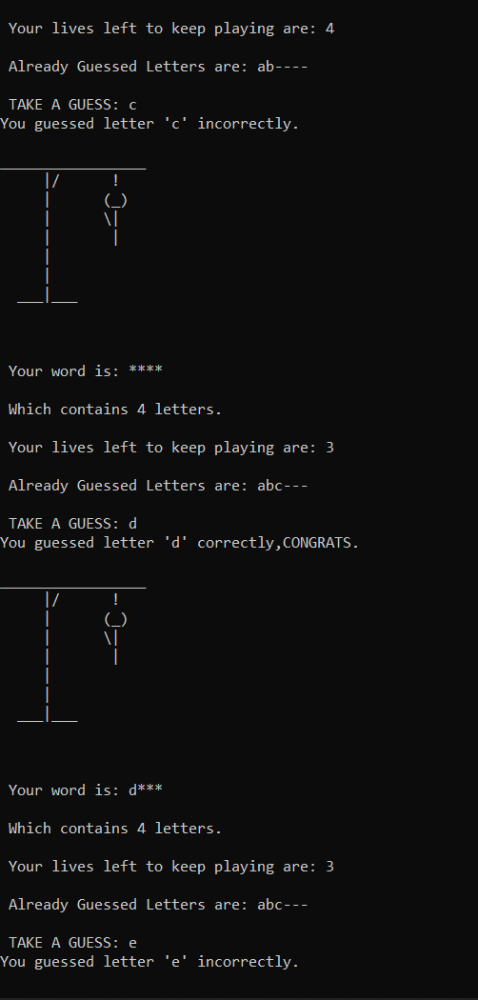 Your lives left to keep playing are: 4
Already Guessed Letters are: ab----
TAKE A GUESS: c
You guessed letter 'c' incorrectly.
_________________
     |/      !
     |      (_)
     |      \|
     |       |
     |
     |
  ___|___
Your word is: ****
Which contains 4 letters.
Your lives left to keep playing are: 3
Already Guessed Letters are: abc---
TAKE A GUESS: d
You guessed letter 'd' correctly,CONGRATS.
_________________
     |/      !
     |      (_)
     |      \|
     |       |
     |
     |
  ___|___
Your word is: d***
Which contains 4 letters.
Your lives left to keep playing are: 3
Already Guessed Letters are: abc---
TAKE A GUESS: e
You guessed letter 'e' incorrectly.